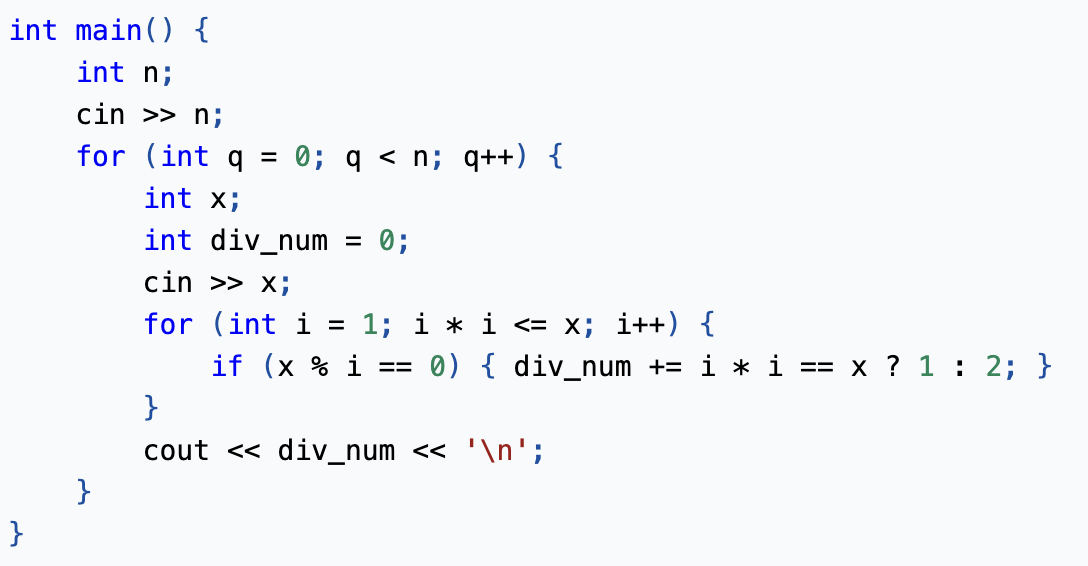 int main() {
    int n;
    cin >> n;
    for (int q = 0; q < n; q++) {
        int x;
        int div_num = 0;
        cin >> x;
        for (int i = 1; i * i <= x; i++) {
            if (x % i == 0) { div_num += i * i == x ? 1 : 2; }
        }
        cout << div_num << '\n';
    }
}